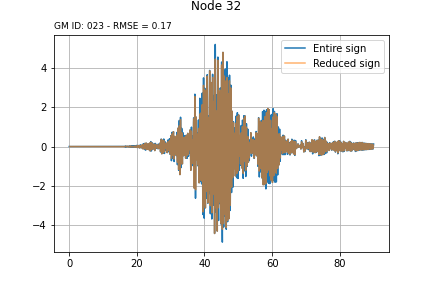 Node 32
GM ID: 023 - RMSE = 0.17
Entire sign
Reduced sign
4
2
0
−2
−4
0
20
40
60
80